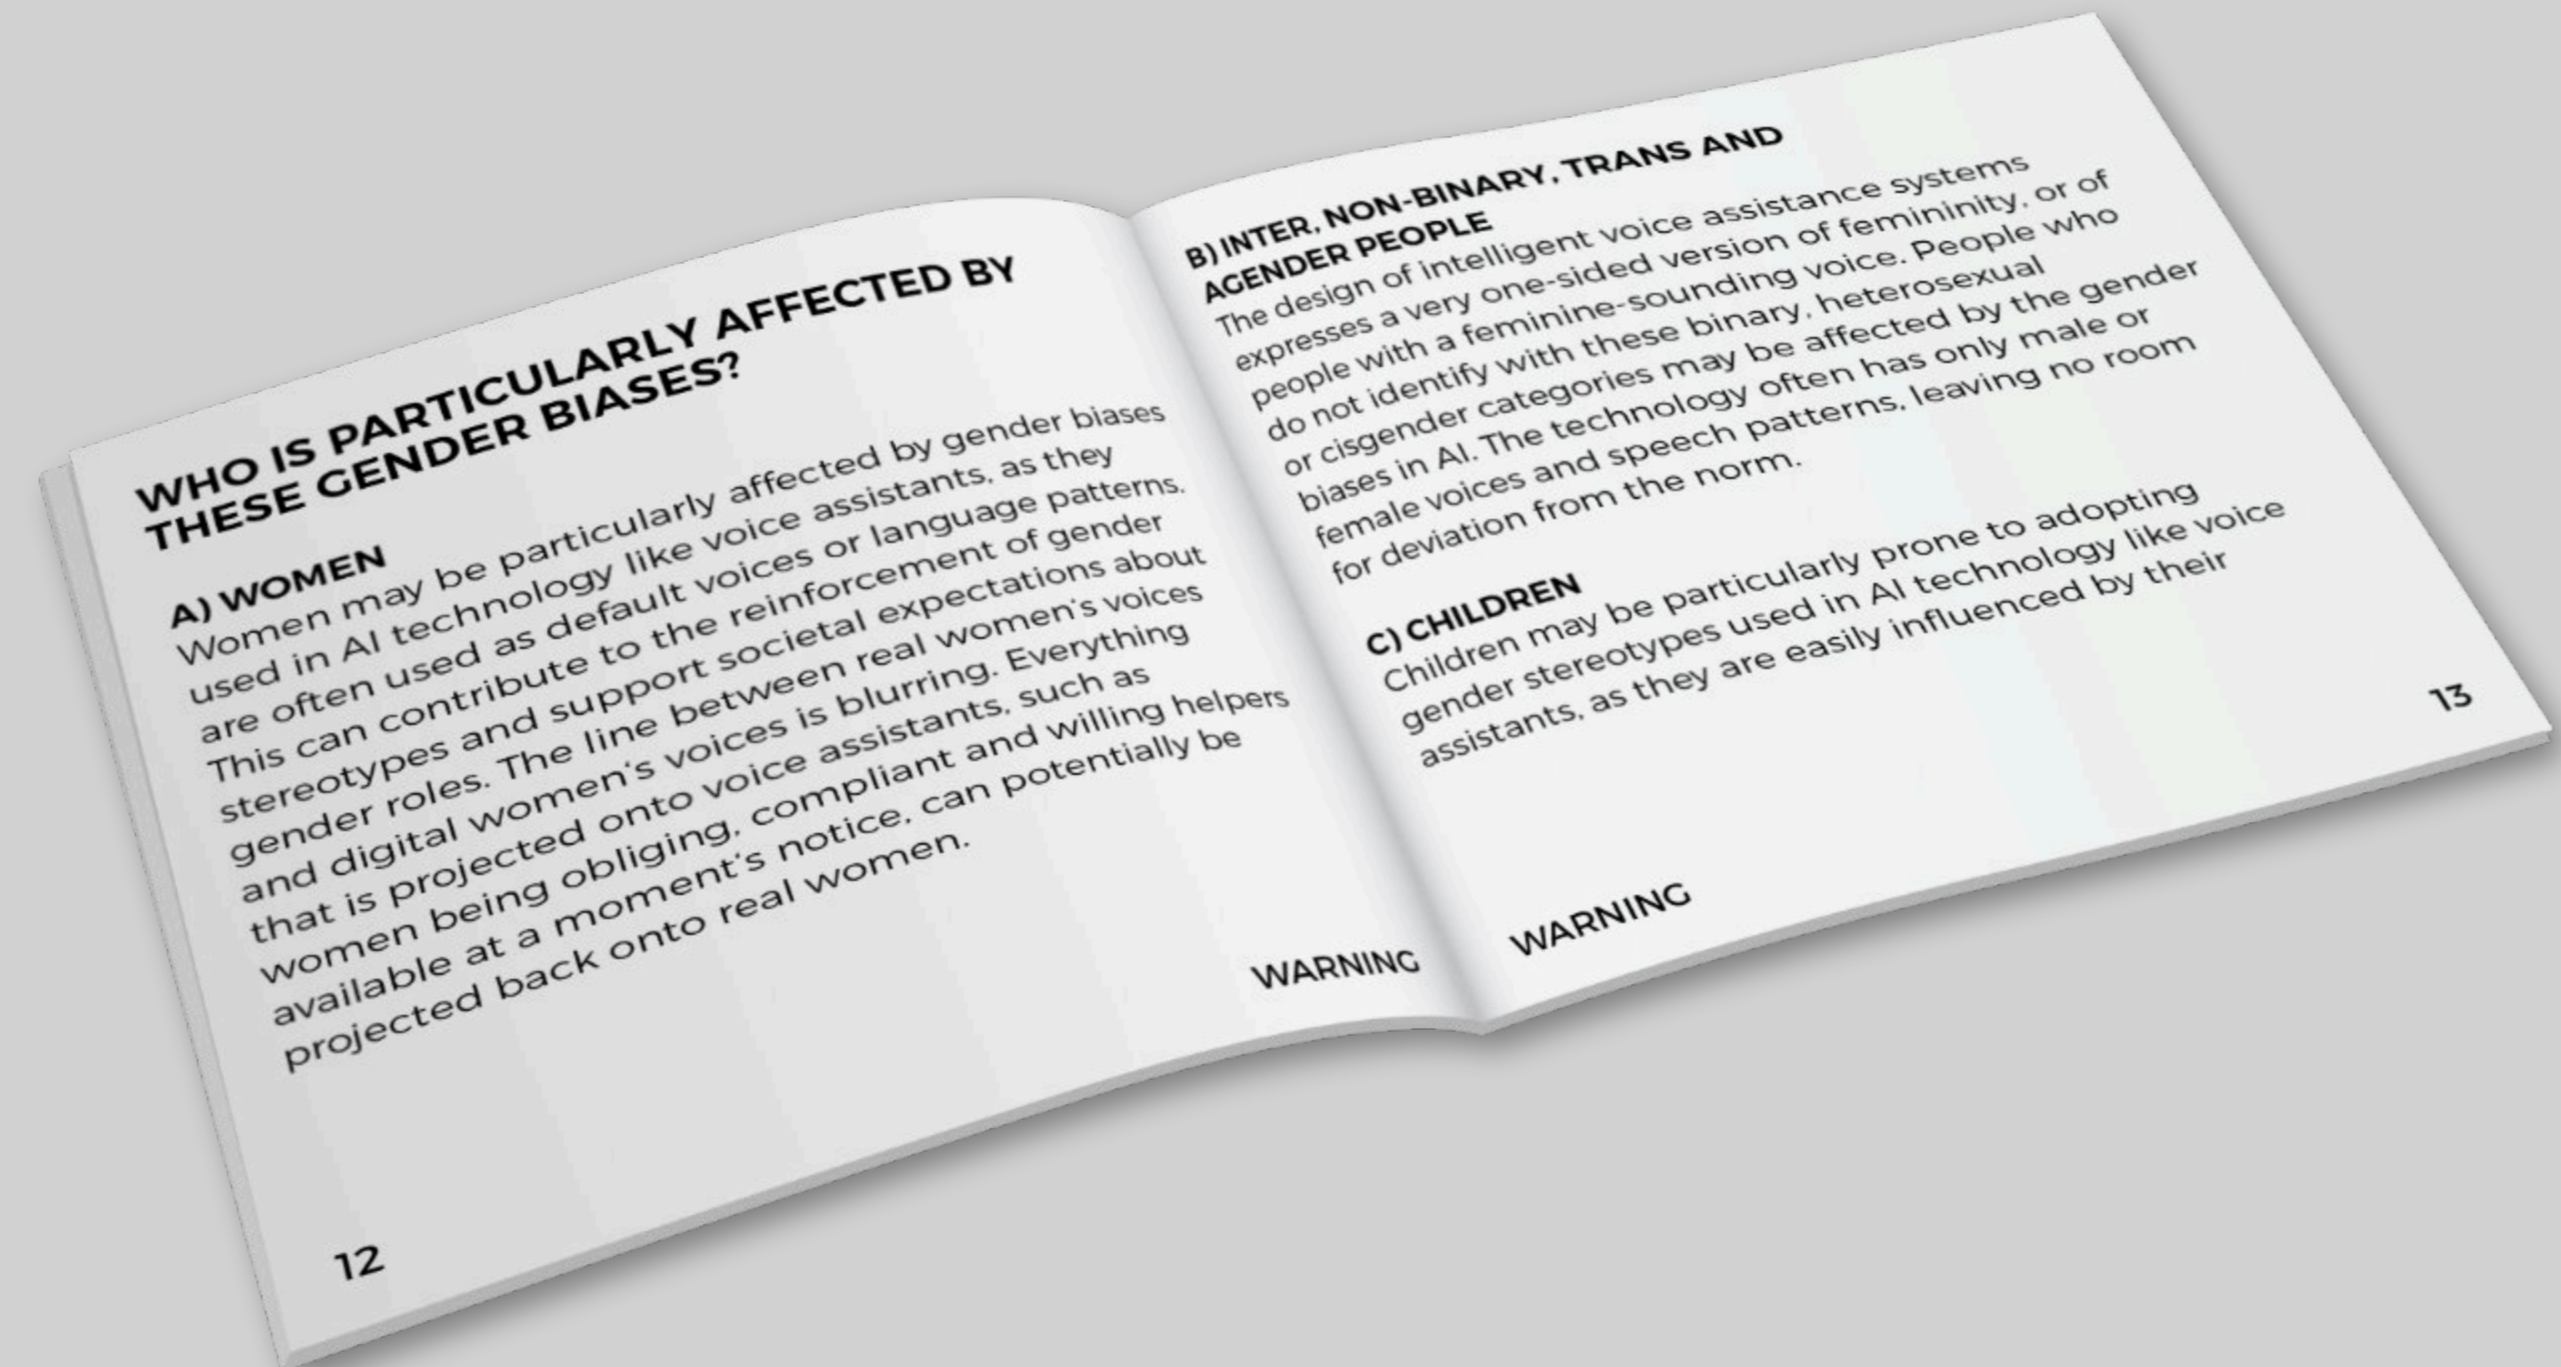 WHO IS PARTICULARLY AFFECTED BY
THESE GENDER BIASES?
A) WOMEN
Women may be particularly affected by gender biases
used in AI technology like voice assistants, as they
are often used as default voices or language patterns.
This can contribute to the reinforcement of gender
stereotypes and support societal expectations about
gender roles. The line between real women's voices
and digital women's voices is blurring. Everything
that is projected onto voice assistants, such as
women being obliging, compliant and willing helpers
available at a moment's notice, can potentially be
projected back onto real women.
WARNING
12
B) INTER, NON-BINARY, TRANS AND
AGENDER PEOPLE
The design of intelligent voice assistance systems
expresses a very one-sided version of femininity, or of
people with a feminine-sounding voice. People who
do not identify with these binary, heterosexual
or cisgender categories may be affected by the gender
biases in AI. The technology often has only male or
female voices and speech patterns, leaving no room
for deviation from the norm.
C) CHILDREN
Children may be particularly prone to adopting
gender stereotypes used in AI technology like voice
assistants, as they are easily influenced by their
13
WARNING